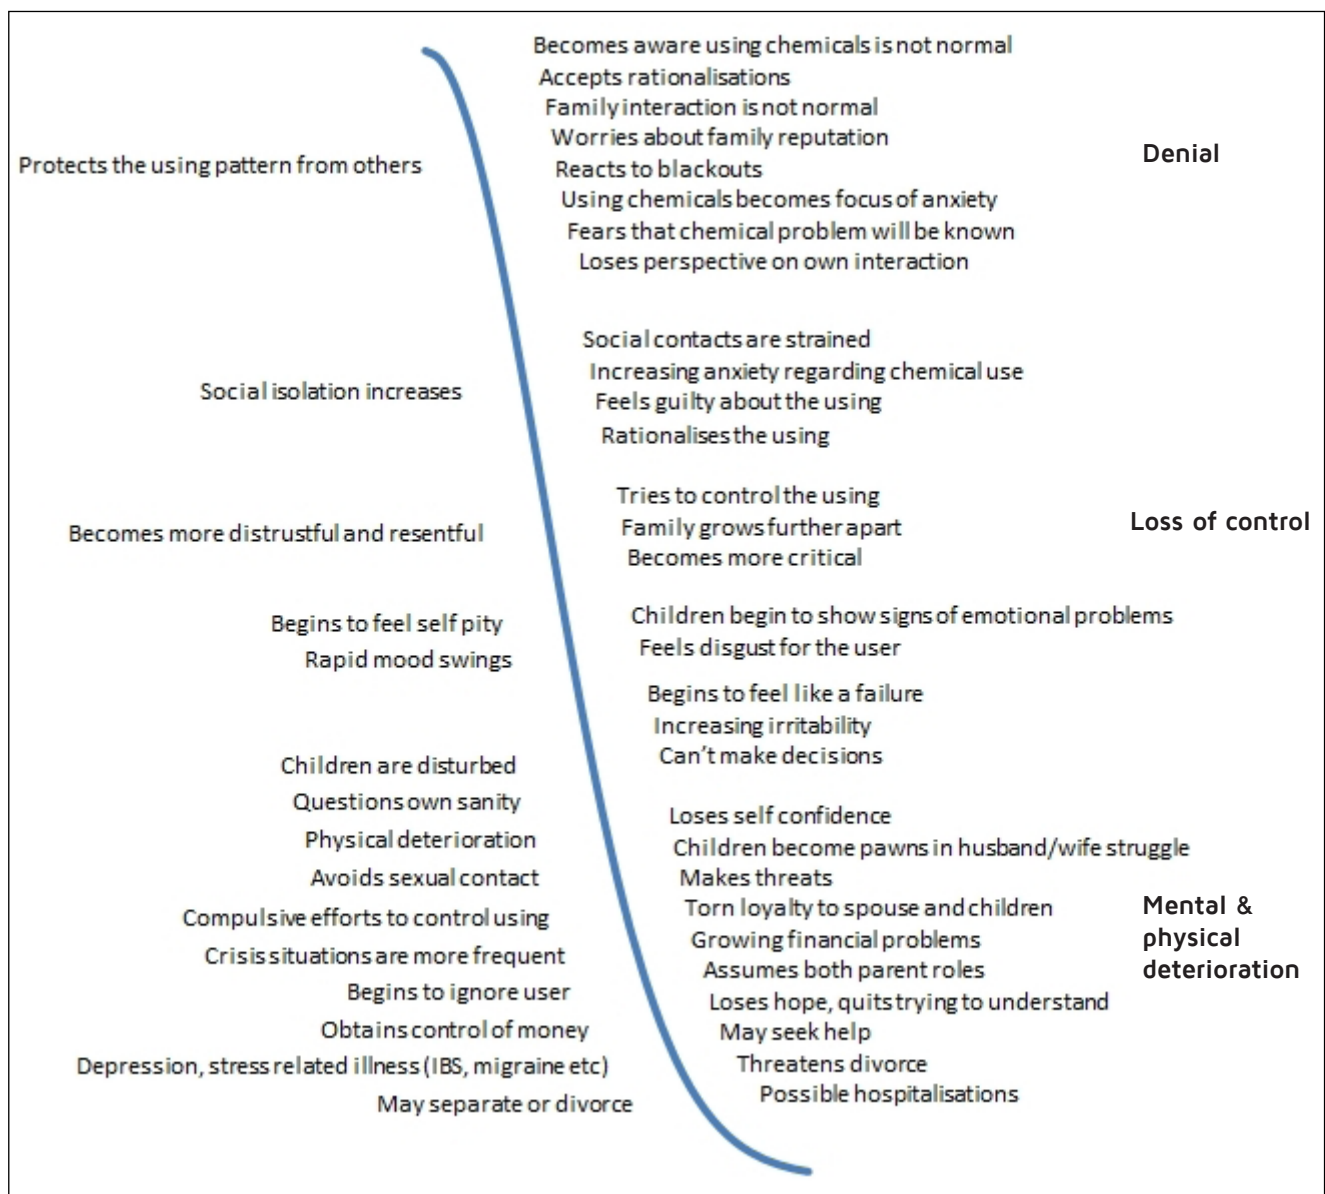 Becomes aware using chemicals is not normal
Accepts rationalisations
Family interaction is not normal
Worries about family reputation
Denial
Protects the using pattern from others
Reacts to blackouts
Using chemicals becomes focus of anxiety
Fears that chemical problem will be known
Loses perspective on own interaction
Social contacts are strained
Increasing anxiety regarding chemical use
Social isolation increases
Feels guilty about the using
Rationalises the using
Tries to control the using
Loss of control
Family grows further apart
Becomes more distrustful and resentful
Becomes more critical
Children begin to show signs of emotional problems
Begins to feel self pity
Feels disgust for the user
Rapid mood swings
Begins to feel like a failure
Increasing irritability
Can't make decisions
Children are disturbed
Questions own sanity
Loses self confidence
Physical deterioration
Children become pawns in husband/wife struggle
Avoids sexual contact
Makes threats
Torn loyalty to spouse and children
Mental &
physical
deterioration
Compulsive efforts to control using
Growing financial problems
Crisis situations are more frequent
Assumes both parent roles
Begins to ignore user
Loses hope, quits trying to understand
Obtains control of money
May seek help
Depression, stress related illness (IBS, migraine etc)
Threatens divorce
May separate or divorce
Possible hospitalisations